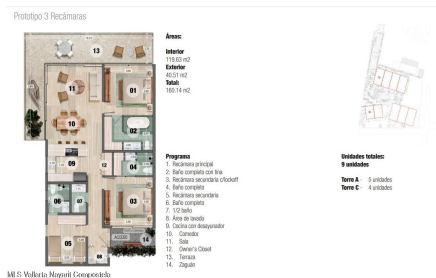 Prototipo 3 Recámaras
Áreas:
Interior
119.63 m2
Exterior
40.51 m2
Total:
160.14 m2
13
11
01
10
02
09
12
04
06
07
03
05
08
14
ACCESO
Programa
1. Recámara principal
2. Baño completo con tina
3. Recámara secundaria c/lockoff
4. Baño completo
5. Recámara secundaria
6. Baño completo
7. 1/2 baño
8. Área de lavado
9. Cocina con desayunador
10. Comedor
11. Sala
12. Owner's Closet
13. Terraza
14. Zaguán
Unidades totales:
9 unidades
Torre A - 5 unidades
Torre C - 4 unidades
MLS Vallarta Nayarit Compostela